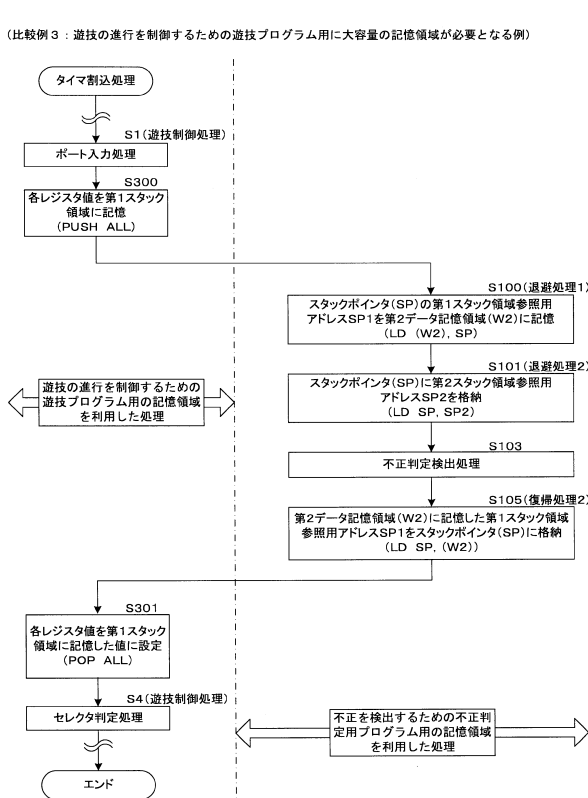 (比較例3：遊技の進行を制御するための遊技プログラム用に大容量の記憶領域が必要となる例)
タイマ割込処理
S1(遊技制御処理)
ポート入力処理
S300
各レジスタ値を第1スタック
領域に記憶
(PUSH ALL)
S100(退避処理1)
スタックポインタ(SP)の第1スタック領域参照用
アドレスSP1を第2データ記憶領域(W2)に記憶
(LD (W2), SP)
S101(退避処理2)
スタックポインタ(SP)に第2スタック領域参照用
アドレスSP2を格納
(LD SP, SP2)
遊技の進行を制御するための
遊技プログラム用の記憶領域
を利用した処理
S103
不正判定検出処理
S105(復帰処理2)
第2データ記憶領域(W2)に記憶した第1スタック領域
参照用アドレスSP1をスタックポインタ(SP)に格納
(LD SP, (W2))
S301
各レジスタ値を第1スタック
領域に記憶した値に設定
(POP ALL)
S4(遊技制御処理)
セレクタ判定処理
不正を検出するための不正判
定用プログラム用の記憶領域
を利用した処理
エンド